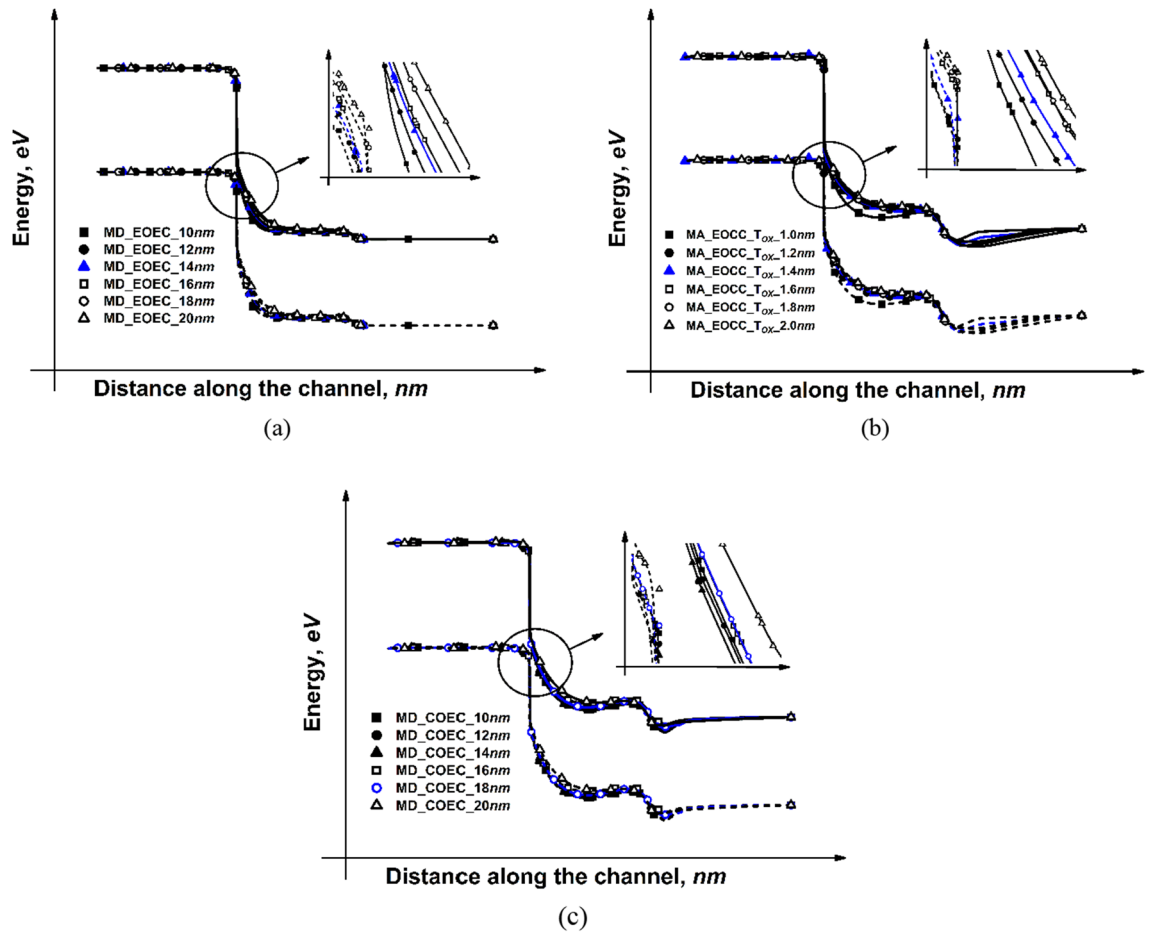 Energy, eV
MD_EOEC_10nm
MD_EOEC_12nm
MD_EOEC_14nm
MD_EOEC_16nm
MD_EOEC_18nm
MD_EOEC_20nm
Distance along the channel, nm
(a)
Energy, eV
MA_EOCC_TOX_1.0nm
MA_EOCC_TOX_1.2nm
MA_EOCC_TOX_1.4nm
MA_EOCC_TOX_1.6nm
MA_EOCC_TOX_1.8nm
MA_EOCC_TOX_2.0nm
Distance along the channel, nm
(b)
Energy, eV
MD_COEC_10nm
MD_COEC_12nm
MD_COEC_14nm
MD_COEC_16nm
MD_COEC_18nm
MD_COEC_20nm
Distance along the channel, nm
(c)